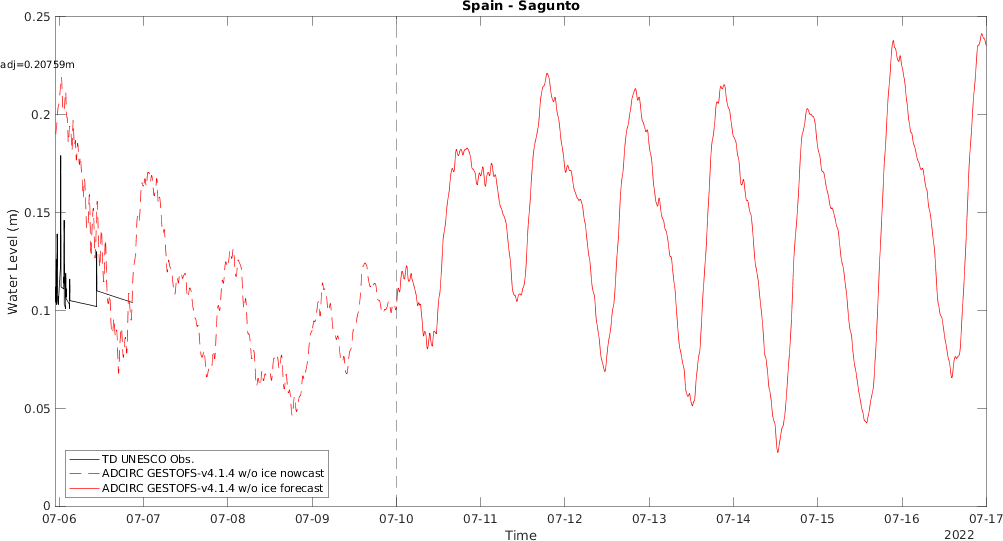 Spain - Sagunto
adj=0.20759m
Water Level (m)
0.25
0.2
0.15
0.1
0.05
0
TD UNESCO Obs.
ADCIRC GESTOFS-v4.1.4 w/o ice nowcast
ADCIRC GESTOFS-v4.1.4 w/o ice forecast
07-06 07-07 07-08 07-09 07-10 07-11 07-12 07-13 07-14 07-15 07-16 07-17
Time
2022